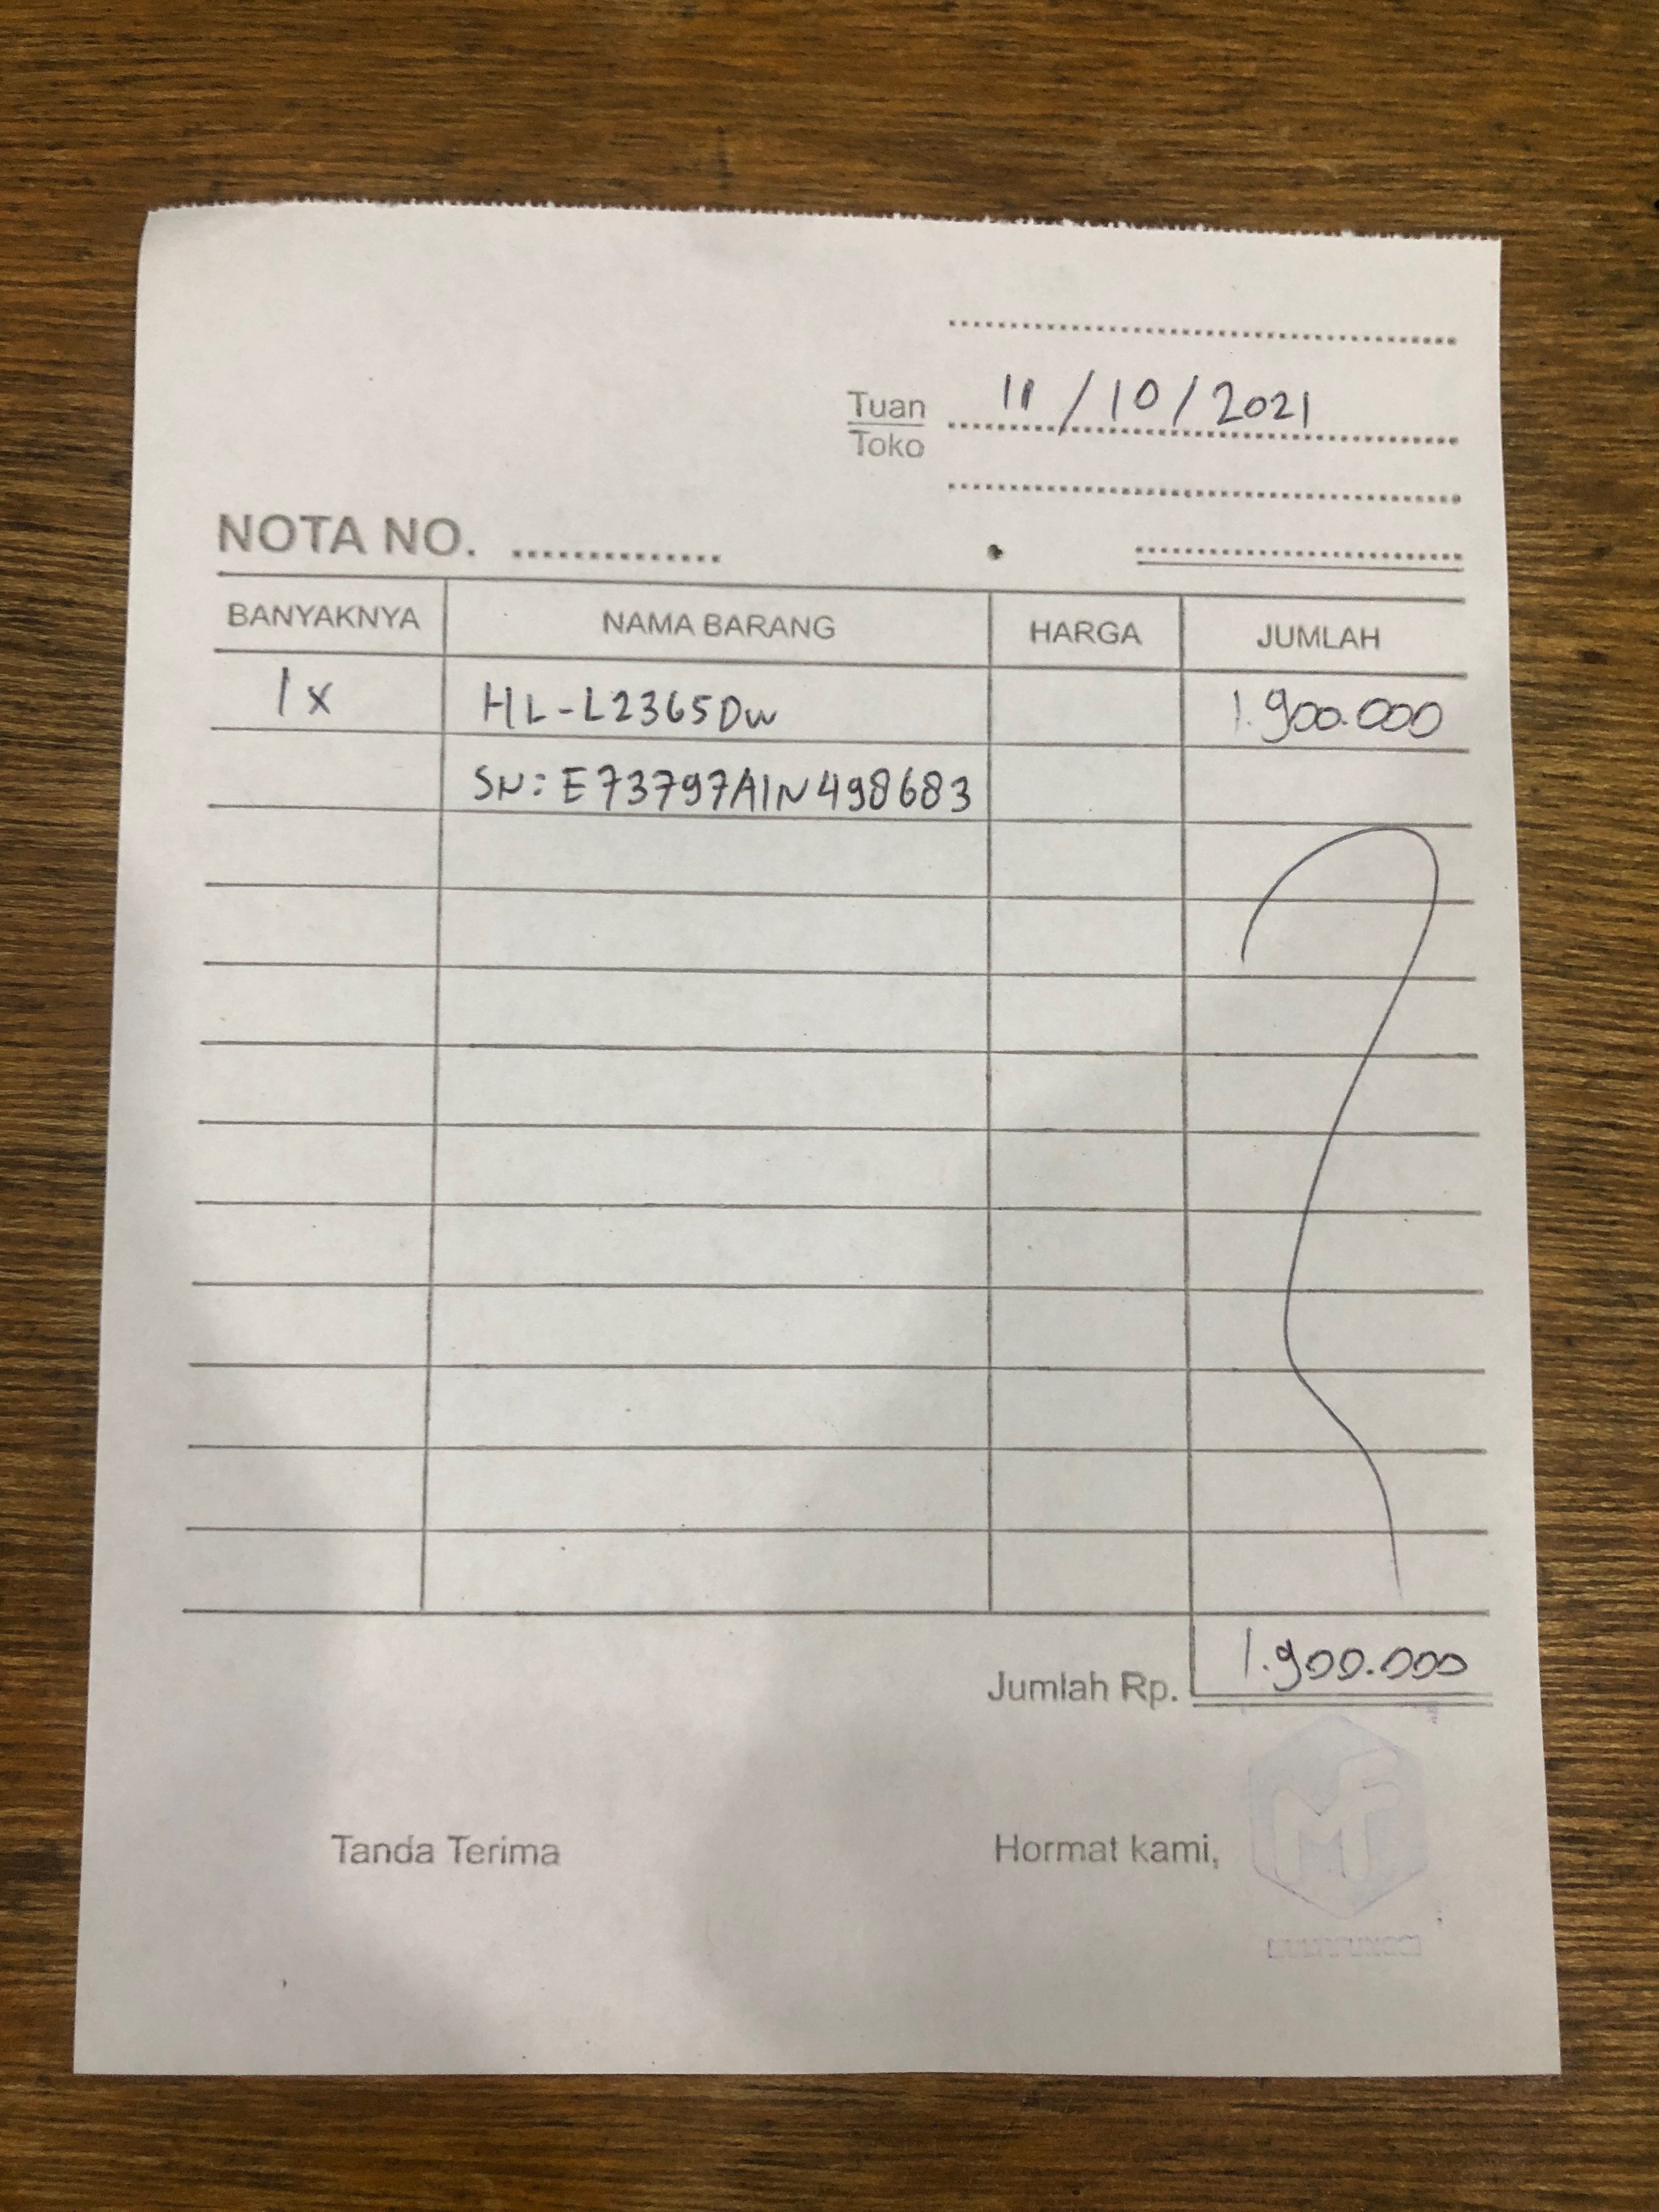 11/10/2021
Tuan
Toko
NOTA NO.
BANYAKNYA NAMA BARANG HARGA JUMLAH
1x HL-L2365Dw 1.900.000
SN: E73797A1N498683
Jumlah Rp. 1.900.000
Tanda Terima Hormat kami,